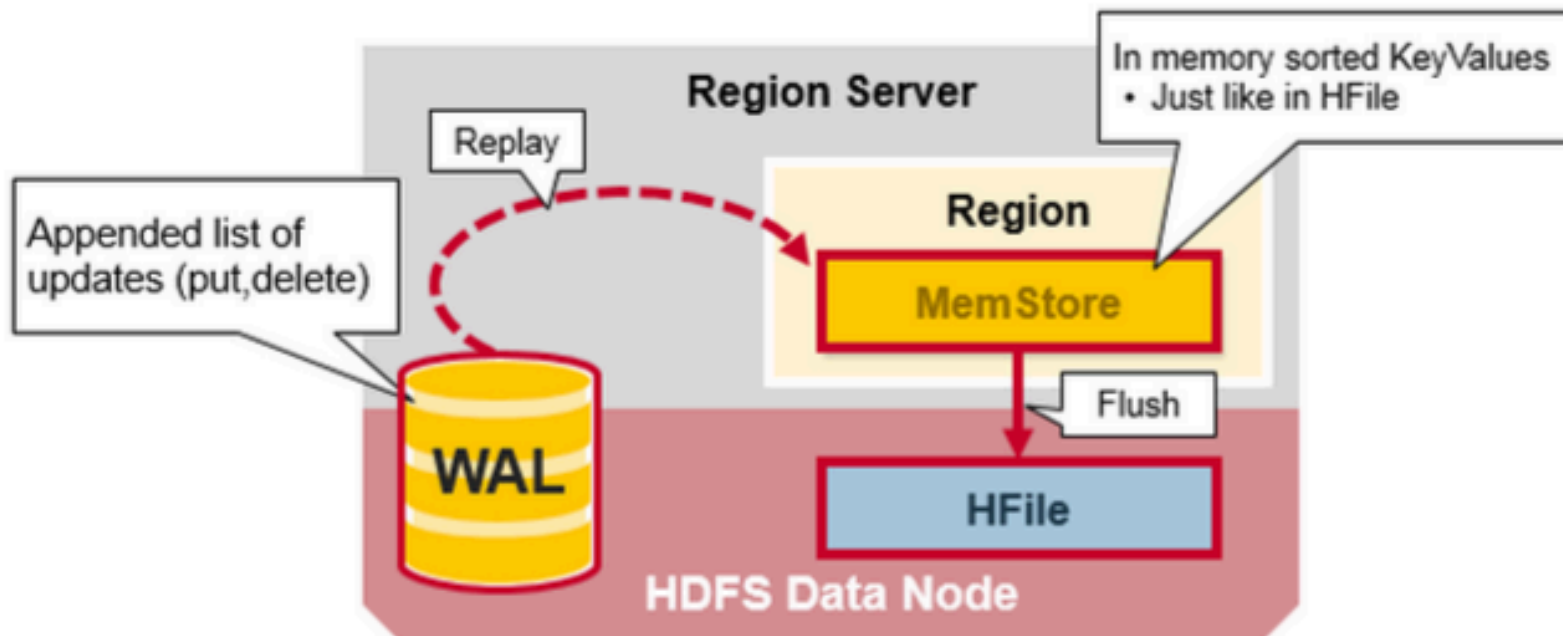 In memory sorted KeyValues
• Just like in HFile
Region Server
Replay
Region
Appended list of
updates (put,delete)
MemStore
Flush
WAL
HFile
HDFS Data Node